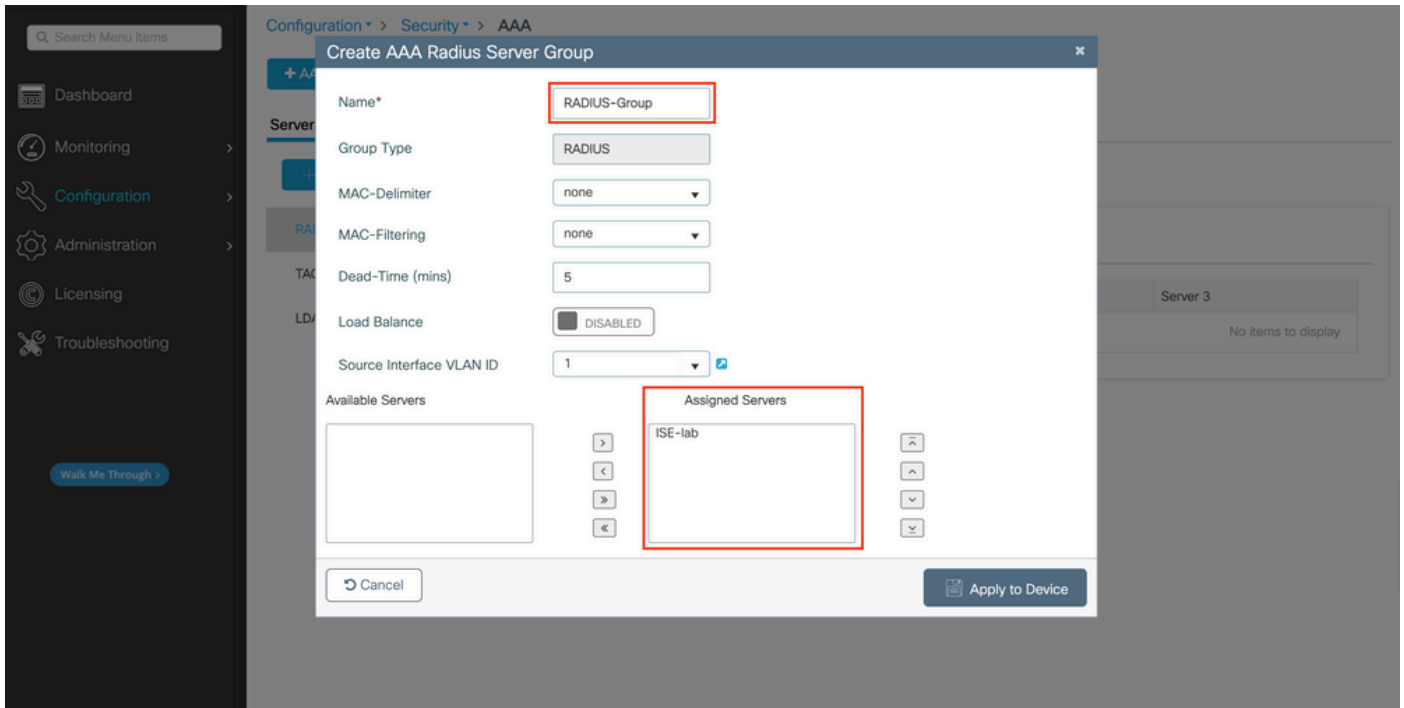 Search Menu Items
Dashboard
Monitoring
Configuration
Administration
Licensing
Troubleshooting
Walk Me Through >
Configuration > Security > AAA
+ AA
Server
+
RA
TAC
LDA
Create AAA Radius Server Group
Name* RADIUS-Group
Group Type RADIUS
MAC-Delimiter none
MAC-Filtering none
Dead-Time (mins) 5
Load Balance DISABLED
Source Interface VLAN ID 1
Available Servers Assigned Servers
ISE-lab
Cancel Apply to Device
Server 3
No items to display